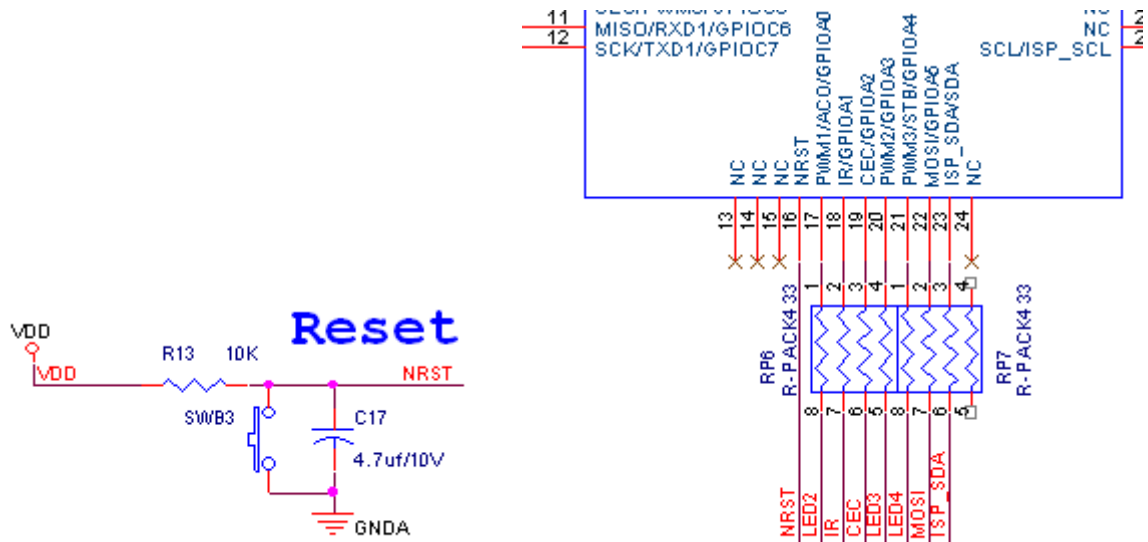 11
MISO/RXD1/GPIOC6
12
SCK/TXD1/GPIOC7
NC
SCL/ISP_SCL
NC
NC
NC
NRST
PWM1/ACO/GPIOA0
IR/GPIOA1
CEC/GPIOA2
PWM2/GPIOA3
PWM3/STB/GPIOA4
MOSI/GPIOA5
ISP_SDA/SDA
NC
13
14
15
16
17
18
19
20
21
22
23
24
1
2
3
4
1
2
3
4
RP6
R-PACK4 33
RP7
R-PACK4 33
8
7
6
5
8
7
6
5
NRST
LED2
IR
CEC
LED3
LED4
MOSI
ISP_SDA
Reset
VDD
VDD
R13 10K
NRST
SWB3
C17
4.7uf/10V
GNDA